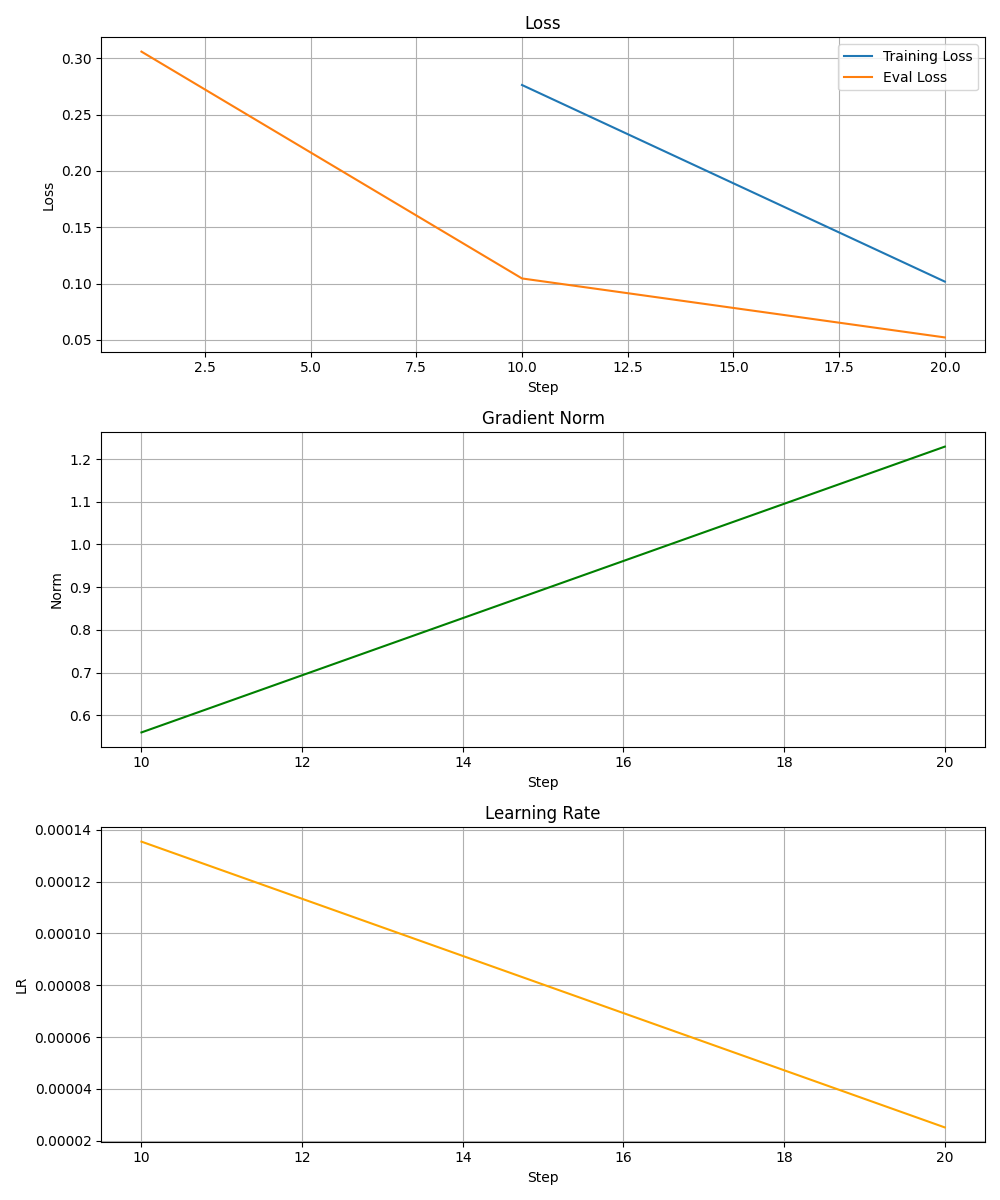 Loss
Training Loss
Eval Loss
0.30
0.25
0.20
0.15
0.10
0.05
Loss
2.5 5.0 7.5 10.0 12.5 15.0 17.5 20.0
Step
Gradient Norm
1.2
1.1
1.0
0.9
0.8
0.7
0.6
Norm
10 12 14 16 18 20
Step
Learning Rate
0.00014
0.00012
0.00010
0.00008
0.00006
0.00004
0.00002
LR
10 12 14 16 18 20
Step